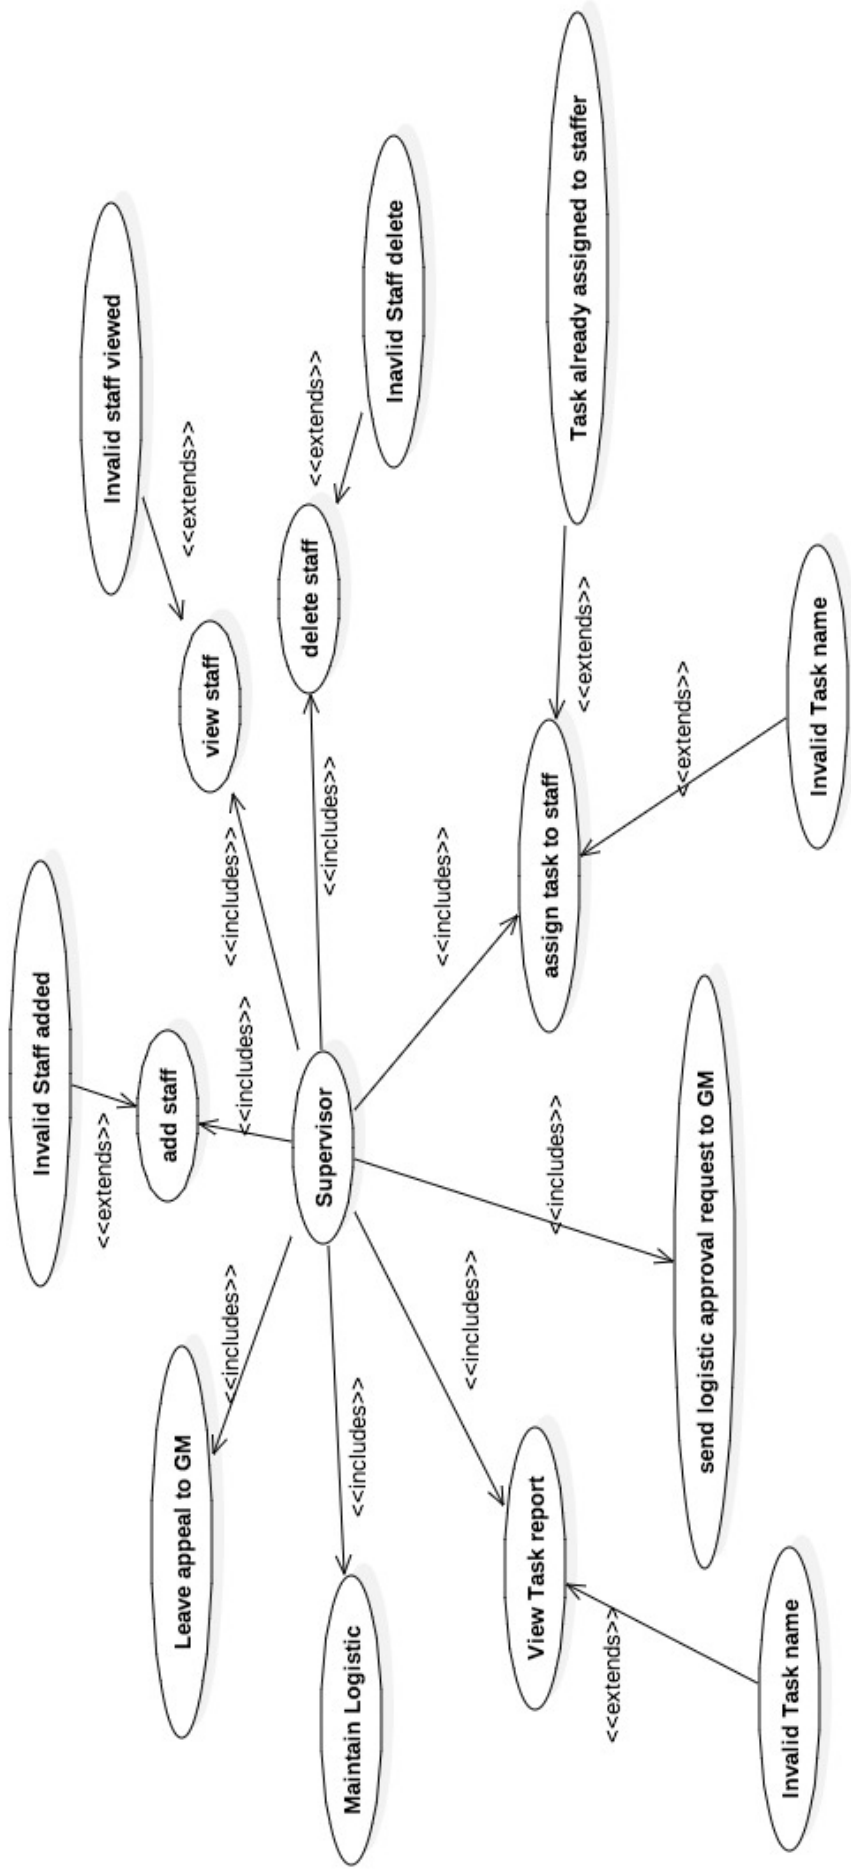 Invalid Staff added
Invalid staff viewed
<<extends>>
<<extends>>
Leave appeal to GM
add staff
view staff
<<includes>>
<<includes>>
<<includes>>
<<extends>>
Inavlid Staff delete
delete staff
Supervisor
<<includes>>
Maintain Logistic
<<includes>>
<<includes>>
<<includes>>
<<includes>>
<<extends>>
Task already assigned to staffer
View Task report
assign task to staff
<<extends>>
<<extends>>
send logistic approval request to GM
Invalid Task name
Invalid Task name